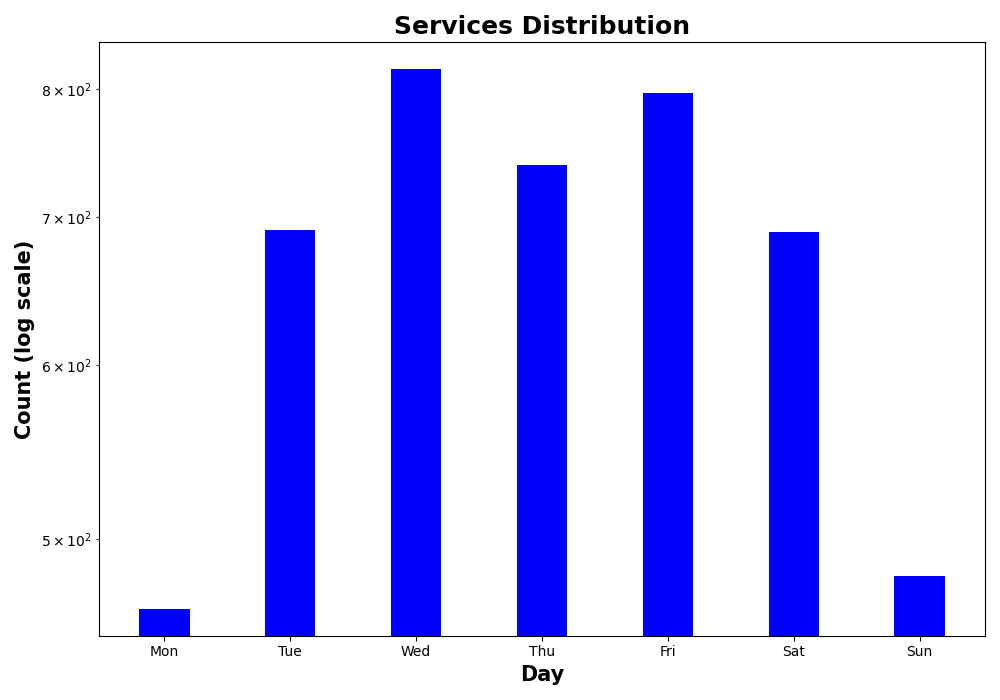 Services Distribution
Count (log scale)
8 × 10²
7 × 10²
6 × 10²
5 × 10²
Mon Tue Wed Thu Fri Sat Sun
Day